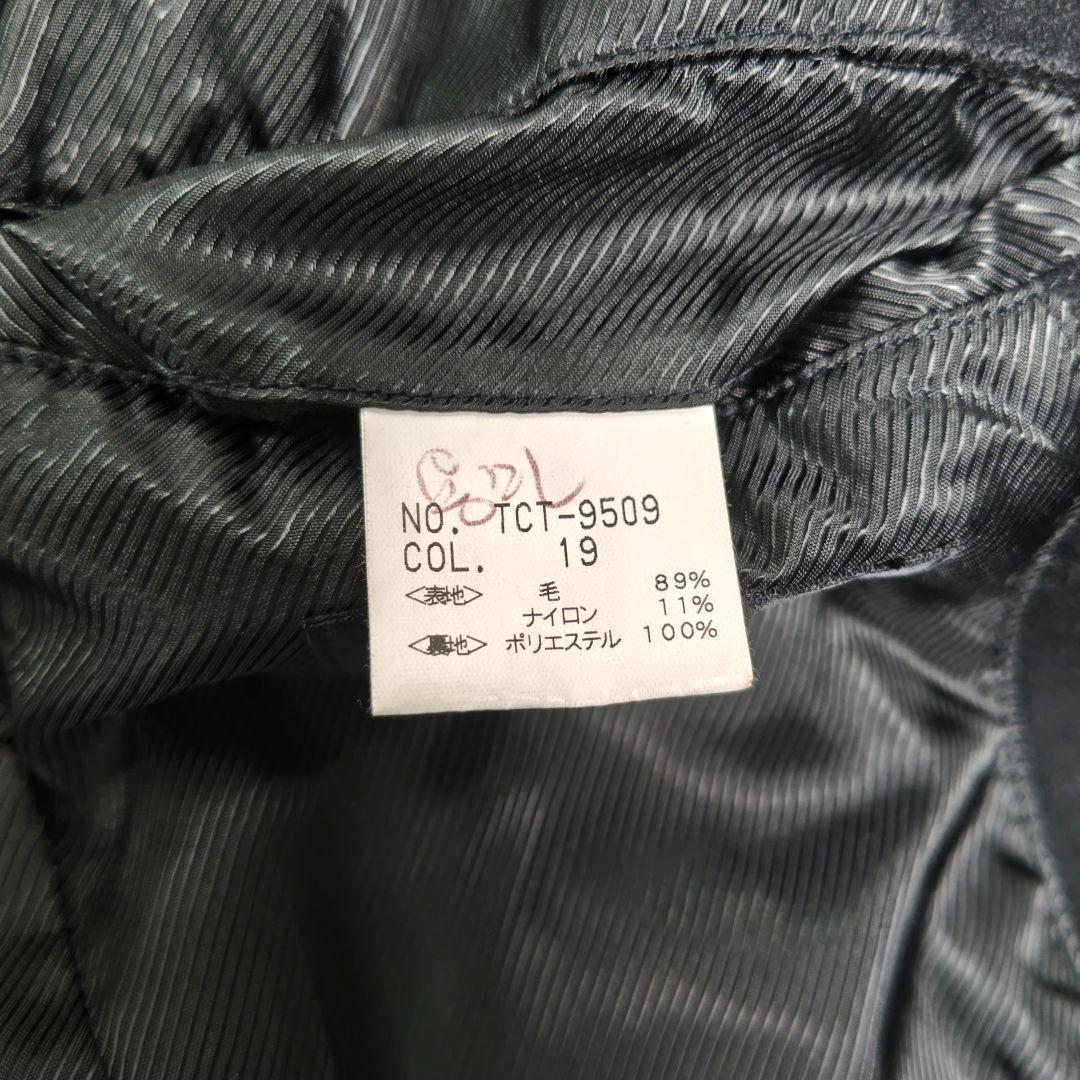 NO. TCT-9509
COL. 19
<表地> 毛 89%
ナイロン 11%
<裏地> ポリエステル 100%